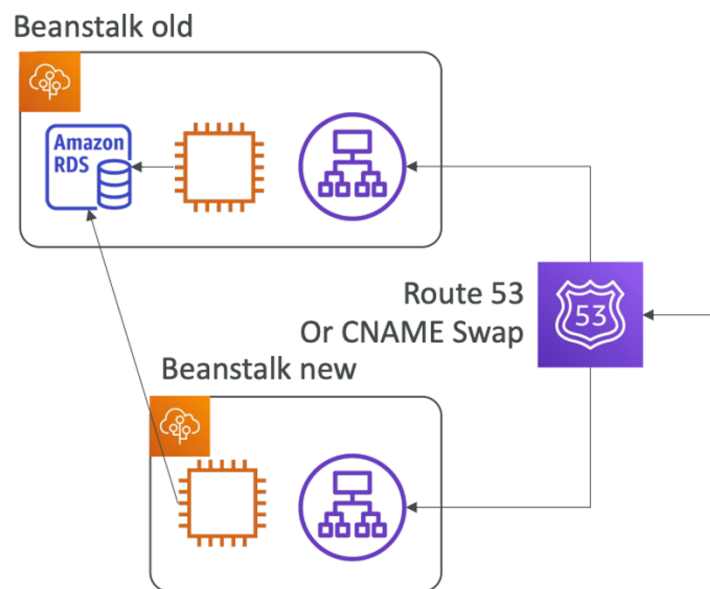 Beanstalk old
Amazon
RDS
Route 53
Or CNAME Swap
53
Beanstalk new